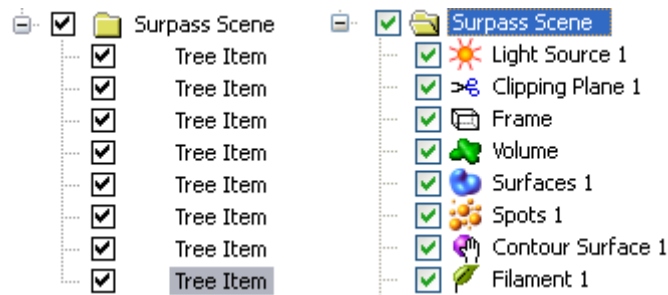 Surpass Scene
Tree Item
Tree Item
Tree Item
Tree Item
Tree Item
Tree Item
Tree Item
Tree Item
Surpass Scene
Light Source 1
Clipping Plane 1
Frame
Volume
Surfaces 1
Spots 1
Contour Surface 1
Filament 1